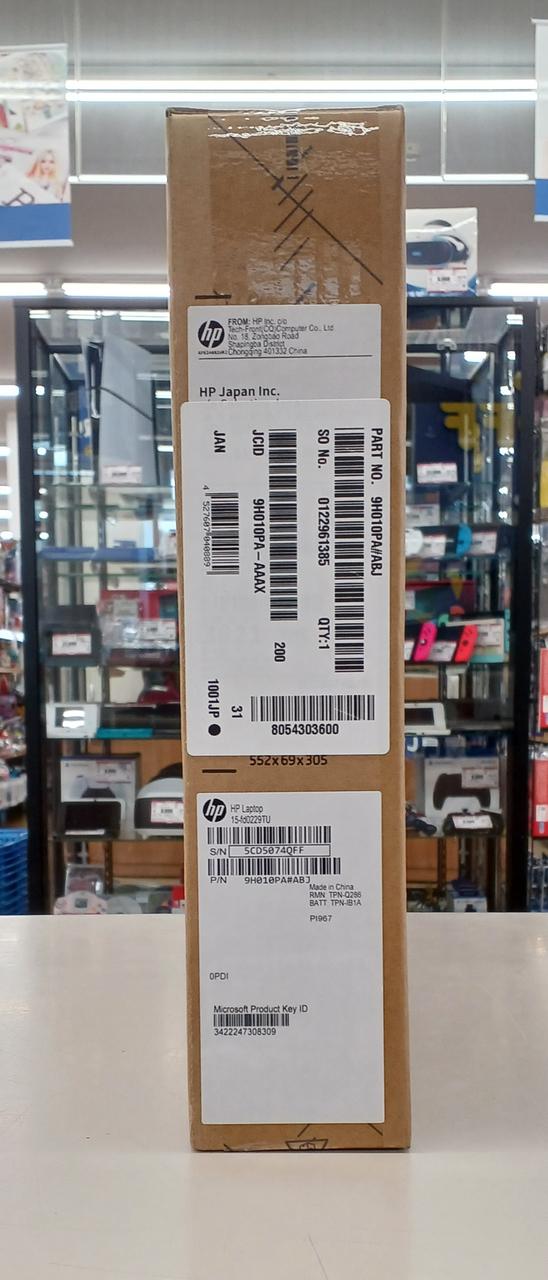 hp
FROM: HP Inc. c/o
Tech-Front(CQ)Computer Co., Ltd
No. 18, Zongbao Road
Shapingba District
Chongqing 401332 China
HP Japan Inc.
PART NO. 9H010PA//ABJ
SO No. 0122961385 QTY:1
JCID 9H010PA-AAAX 200
JAN
4 527607 040889
1001JP ●
31
8054303600
552x69x305
hp
HP Laptop
15-fd0229TU
S/N 5CD5074QFF
P/N 9H010PA#ABJ
Made in China
RMN: TPN-Q286
BATT: TPN-IB1A
PI967
0PDI
Microsoft Product Key ID
3422247308309